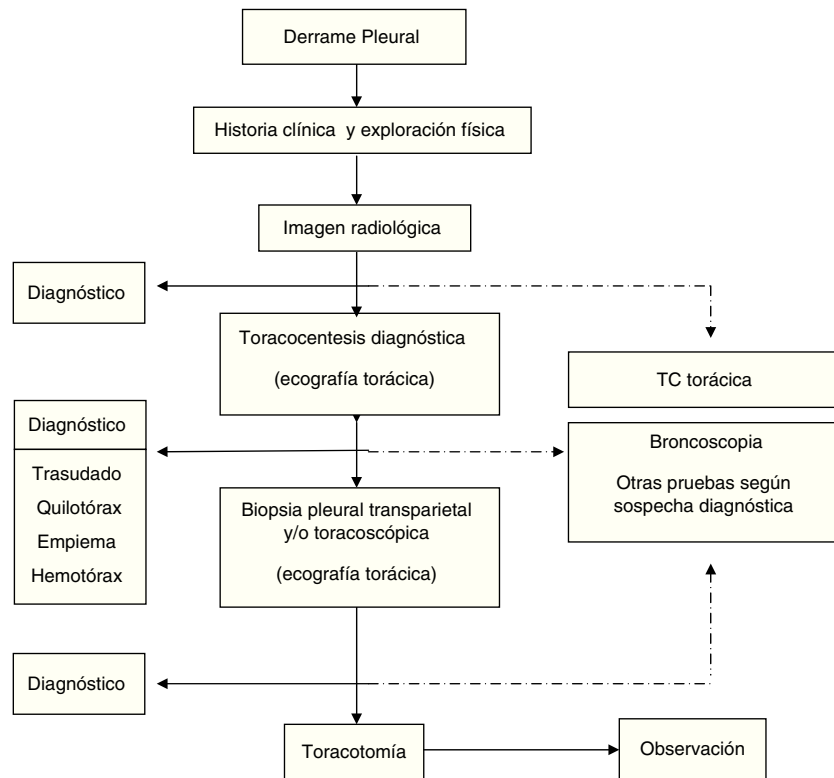 Derrame Pleural
Historia clínica y exploración física
Imagen radiológica
Diagnóstico
Toracocentesis diagnóstica
(ecografía torácica)
TC torácica
Diagnóstico
Trasudado
Quilotórax
Empiema
Hemotórax
Broncoscopia
Otras pruebas según
sospecha diagnóstica
Biopsia pleural transparietal
y/o toracoscópica
(ecografía torácica)
Diagnóstico
Toracotomía
Observación